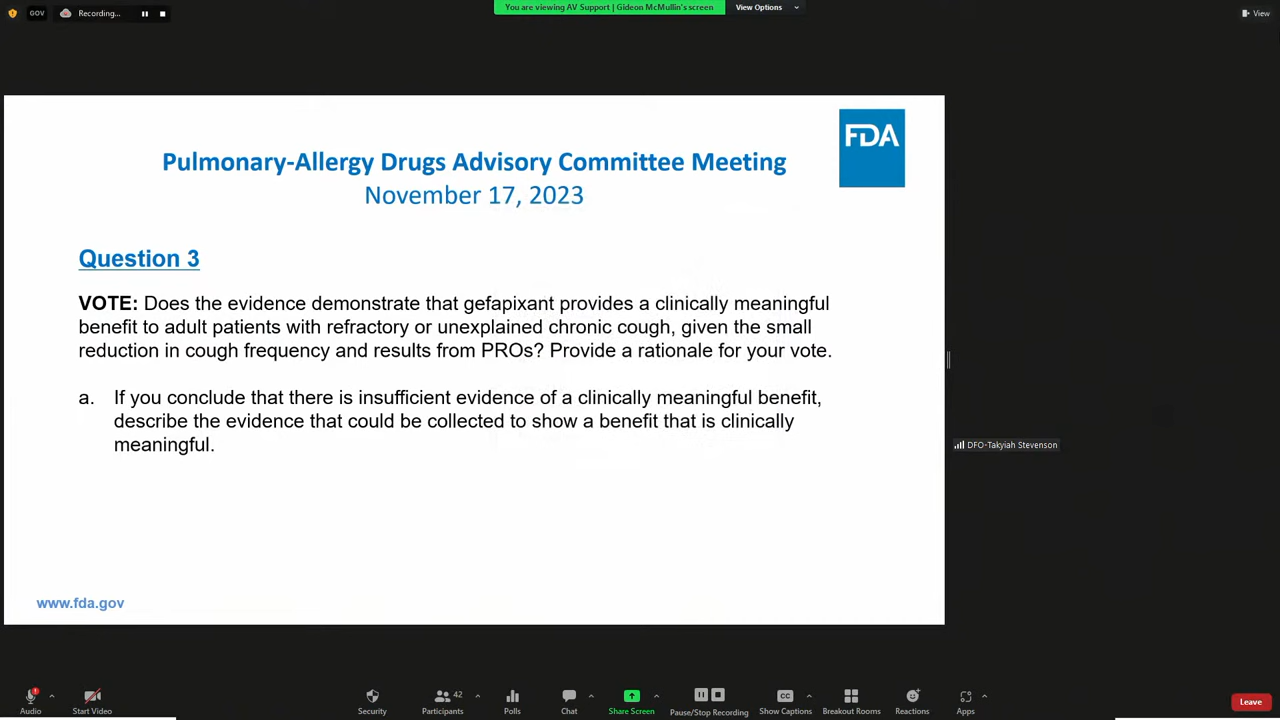 GOV
Recording...
You are viewing AV Support | Gideon McMullin's screen
View Options
View
FDA
Pulmonary-Allergy Drugs Advisory Committee Meeting
November 17, 2023
Question 3
VOTE: Does the evidence demonstrate that gefapixant provides a clinically meaningful
benefit to adult patients with refractory or unexplained chronic cough, given the small
reduction in cough frequency and results from PROs? Provide a rationale for your vote.
a. If you conclude that there is insufficient evidence of a clinically meaningful benefit,
describe the evidence that could be collected to show a benefit that is clinically
meaningful.
DFO-Takyiah Stevenson
www.fda.gov
42
Audio
Start Video
Security
Participants
Polls
Chat
Share Screen
Pause/Stop Recording
CC
Show Captions
Breakout Rooms
Reactions
Apps
Leave